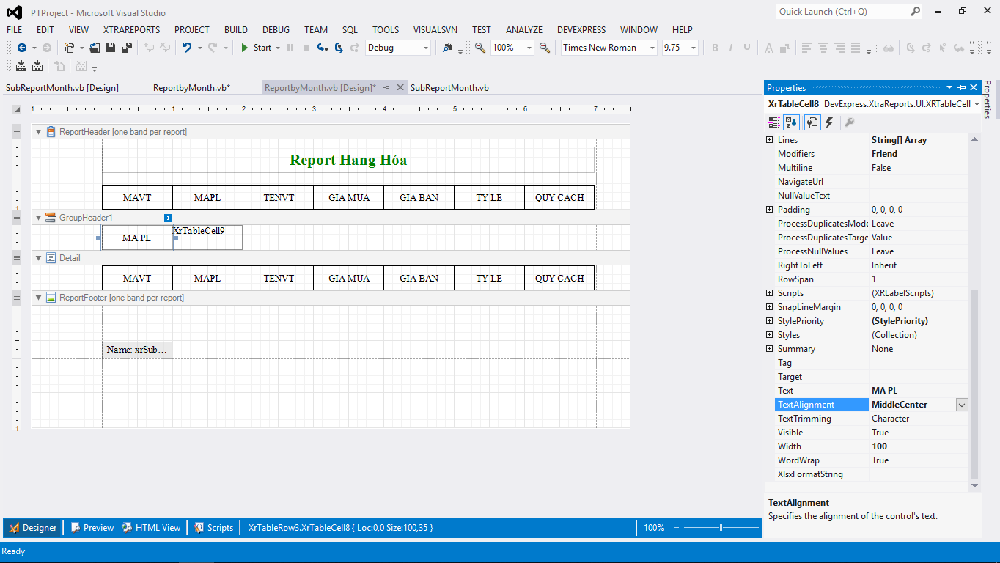 PTProject - Microsoft Visual Studio
Quick Launch (Ctrl+Q)
FILE EDIT VIEW XTRAREPORTS PROJECT BUILD DEBUG TEAM SQL TOOLS VISUALSVN TEST ANALYZE DEVEXPRESS WINDOW HELP
Start Debug 100% Times New Roman 9.75 B I U A
SubReportMonth.vb [Design] ReportbyMonth.vb* ReportbyMonth.vb [Design]* SubReportMonth.vb
1 1 2 3 4 5 6 7
ReportHeader [one band per report]
Report Hang Hóa
MAVT MAPL TENVT GIA MUA GIA BAN TY LE QUY CACH
1
GroupHeader1
MA PL XrTableCell9
Detail
MAVT MAPL TENVT GIA MUA GIA BAN TY LE QUY CACH
ReportFooter [one band per report]
Name: xrSub...
1
Designer Preview HTML View Scripts XrTableRow3.XrTableCell8 { Loc:0,0 Size:100,35 } 100%
Ready
Properties
Properties
XrTableCell8 DevExpress.XtraReports.UI.XRTableCell
Lines String[] Array
Modifiers Friend
Multiline False
NavigateUrl
NullValueText
Padding 0, 0, 0, 0
ProcessDuplicatesMode Leave
ProcessDuplicatesTarge Value
ProcessNullValues Leave
RightToLeft Inherit
RowSpan 1
Scripts (XRLabelScripts)
SnapLineMargin 0, 0, 0, 0
StylePriority (StylePriority)
Styles (Collection)
Summary None
Tag
Target
Text MA PL
TextAlignment MiddleCenter
TextTrimming Character
Visible True
Width 100
WordWrap True
XlsxFormatString
TextAlignment
Specifies the alignment of the control's text.